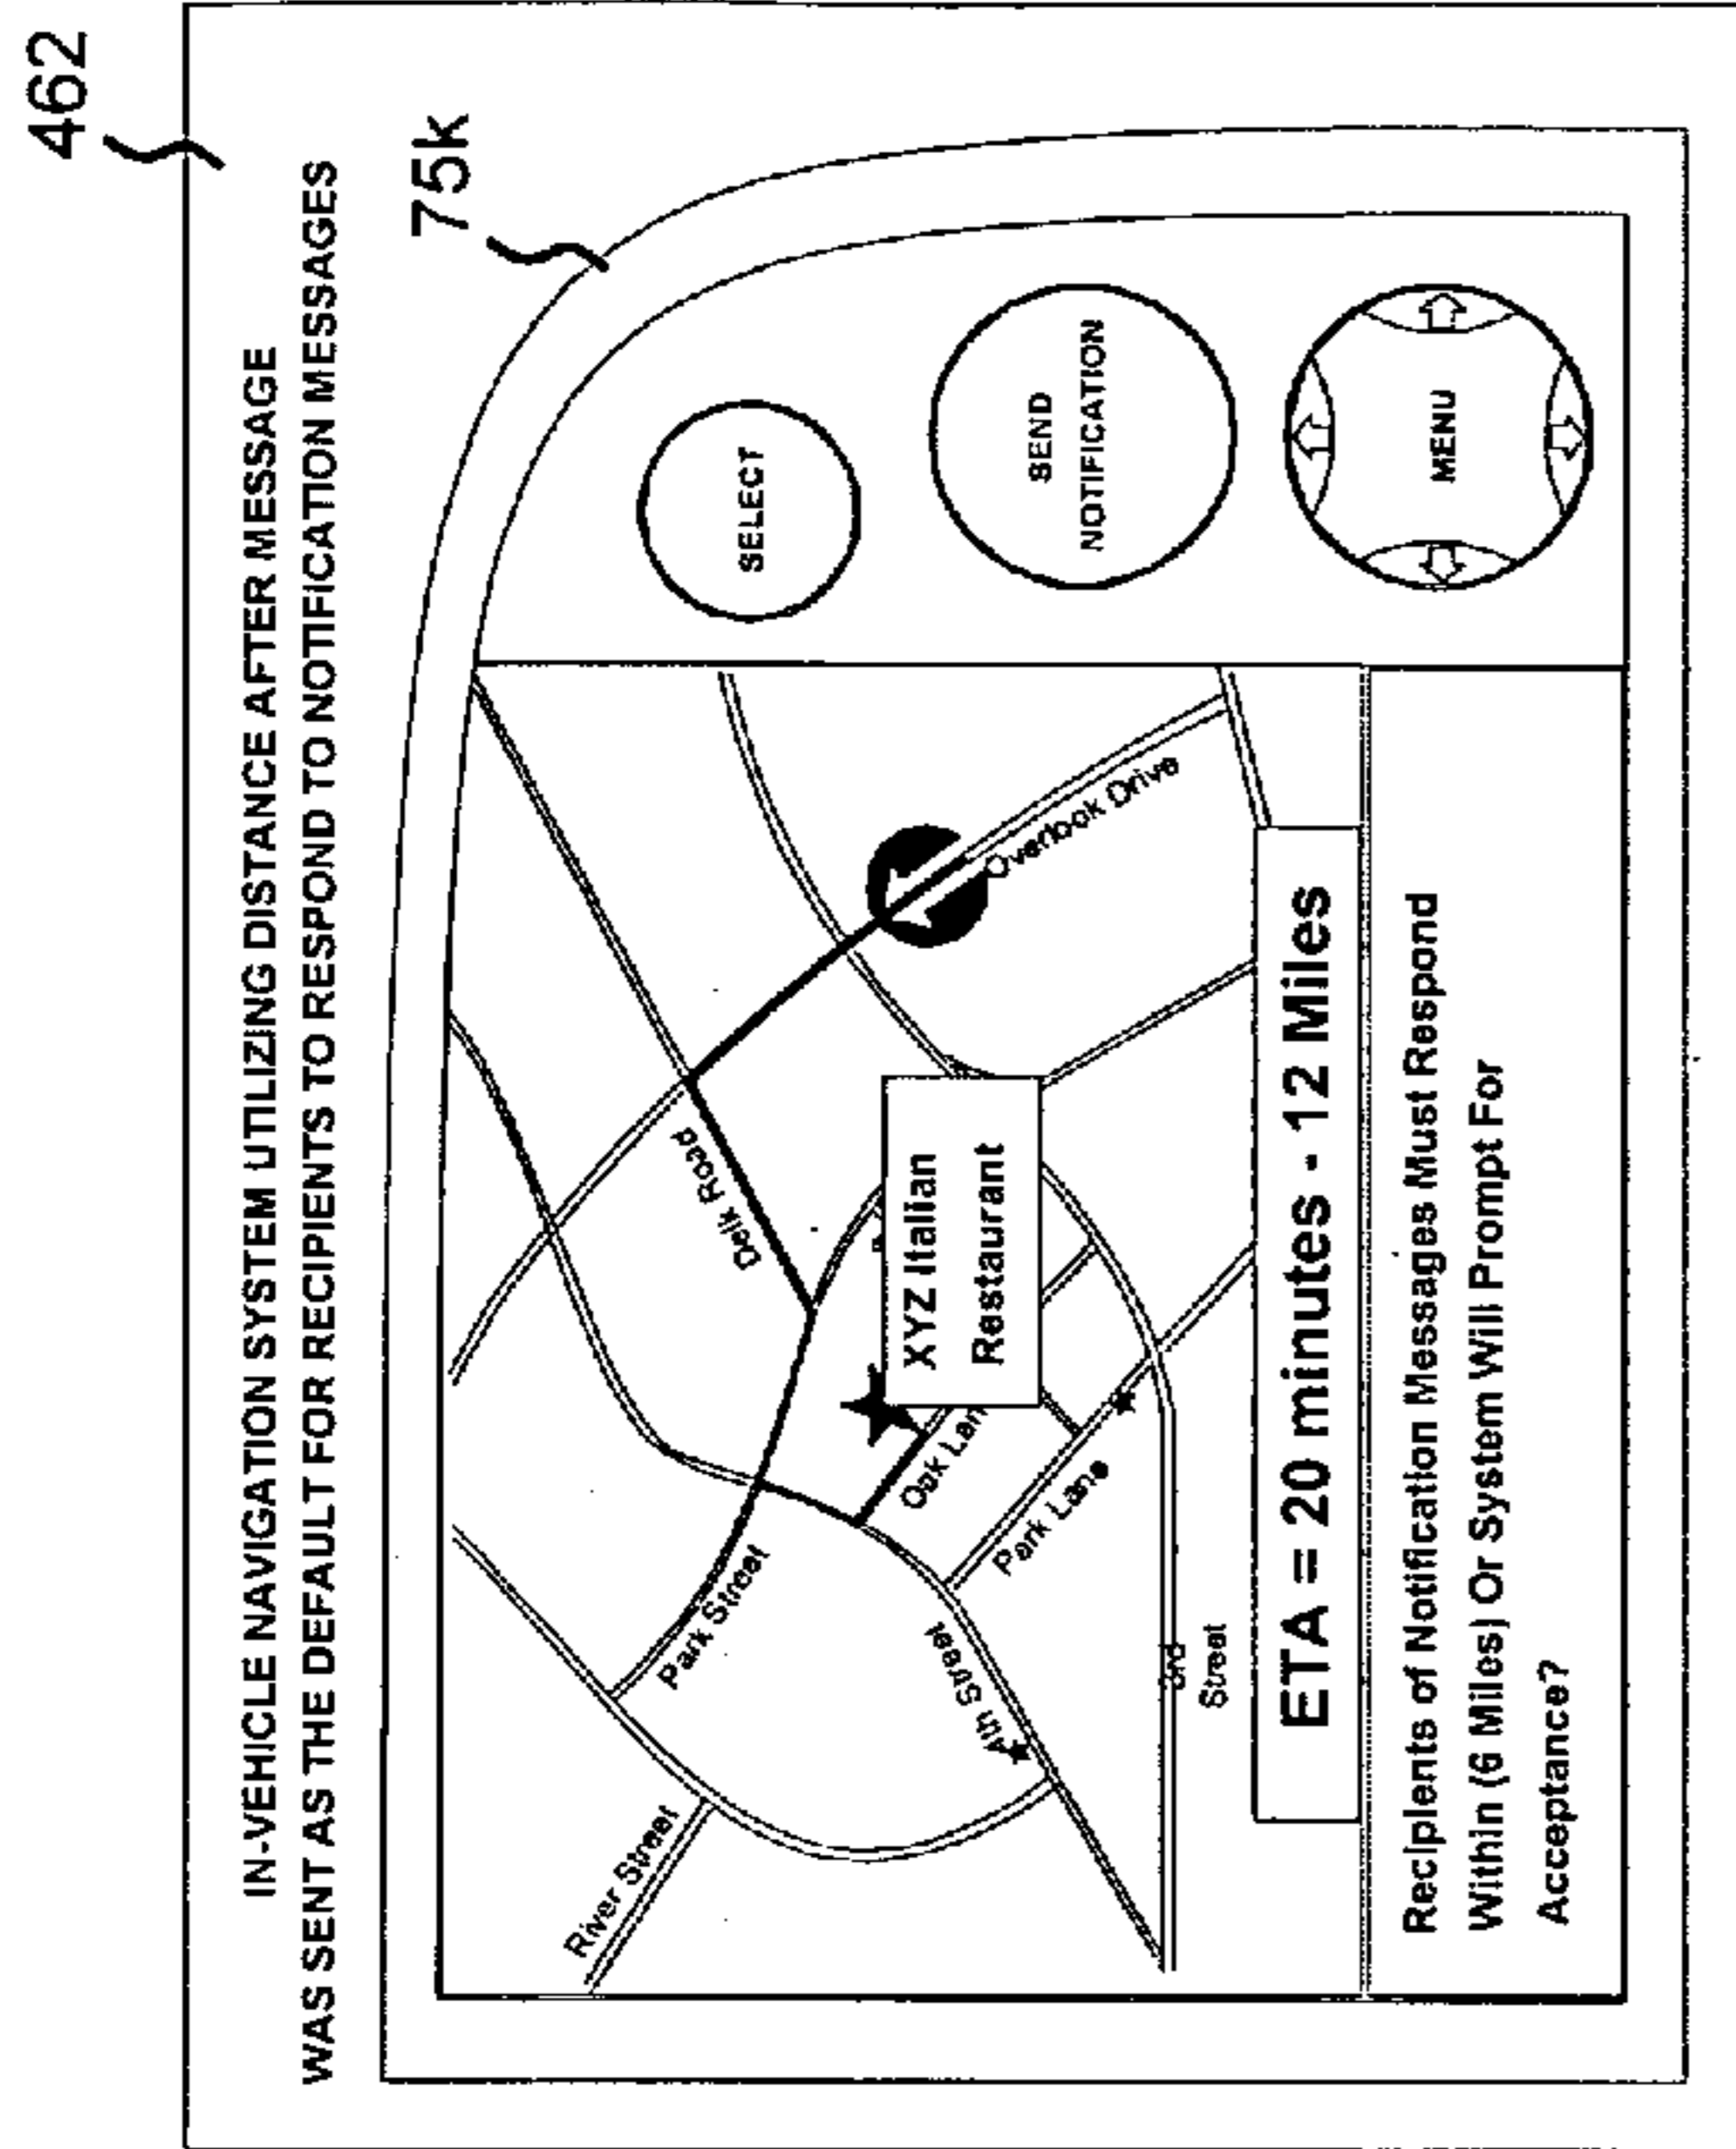 462
IN-VEHICLE NAVIGATION SYSTEM UTILIZING DISTANCE AFTER MESSAGE
WAS SENT AS THE DEFAULT FOR RECIPIENTS TO RESPOND TO NOTIFICATION MESSAGES
75k
River Street
Park Street
Delk Road
Overlook Drive
XYZ Italian
Restaurant
Oak Lan
Park Lane
4th Street
3rd
Street
SELECT
SEND
NOTIFICATION
MENU
ETA = 20 minutes - 12 Miles
Recipients of Notification Messages Must Respond
Within (6 Miles) Or System Will Prompt For
Acceptance?